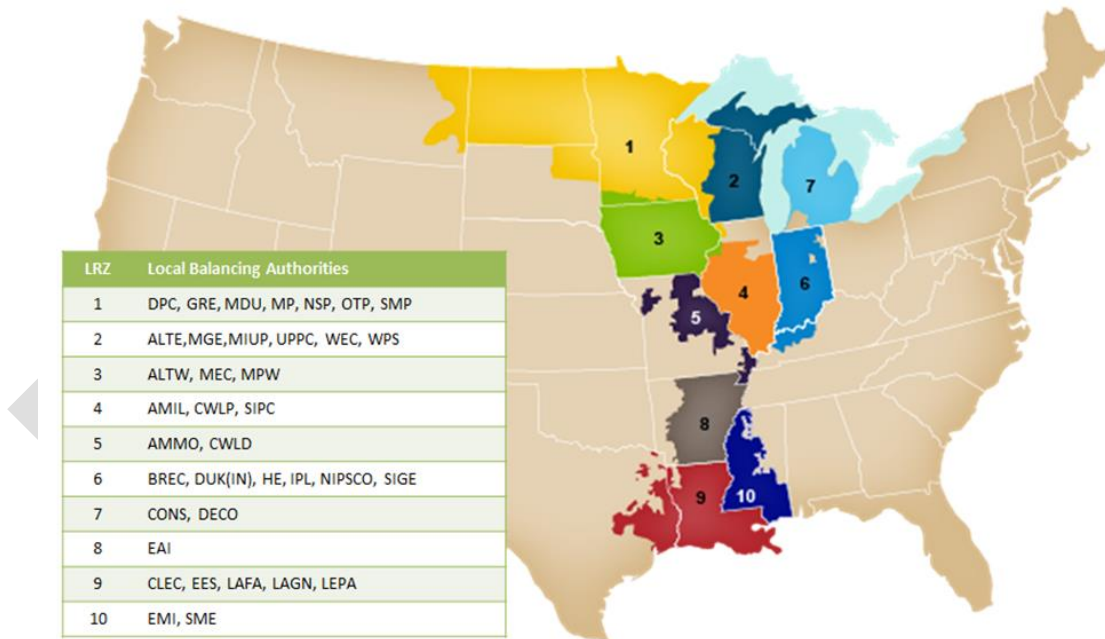 1
2
7
3
4
6
5
8
9
10
LRZ Local Balancing Authorities
1 DPC, GRE, MDU, MP, NSP, OTP, SMP
2 ALTE,MGE,MIUP, UPPC, WEC, WPS
3 ALTW, MEC, MPW
4 AMIL, CWLP, SIPC
5 AMMO, CWLD
6 BREC, DUK(IN), HE, IPL, NIPSCO, SIGE
7 CONS, DECO
8 EAI
9 CLEC, EES, LAFA, LAGN, LEPA
10 EMI, SME